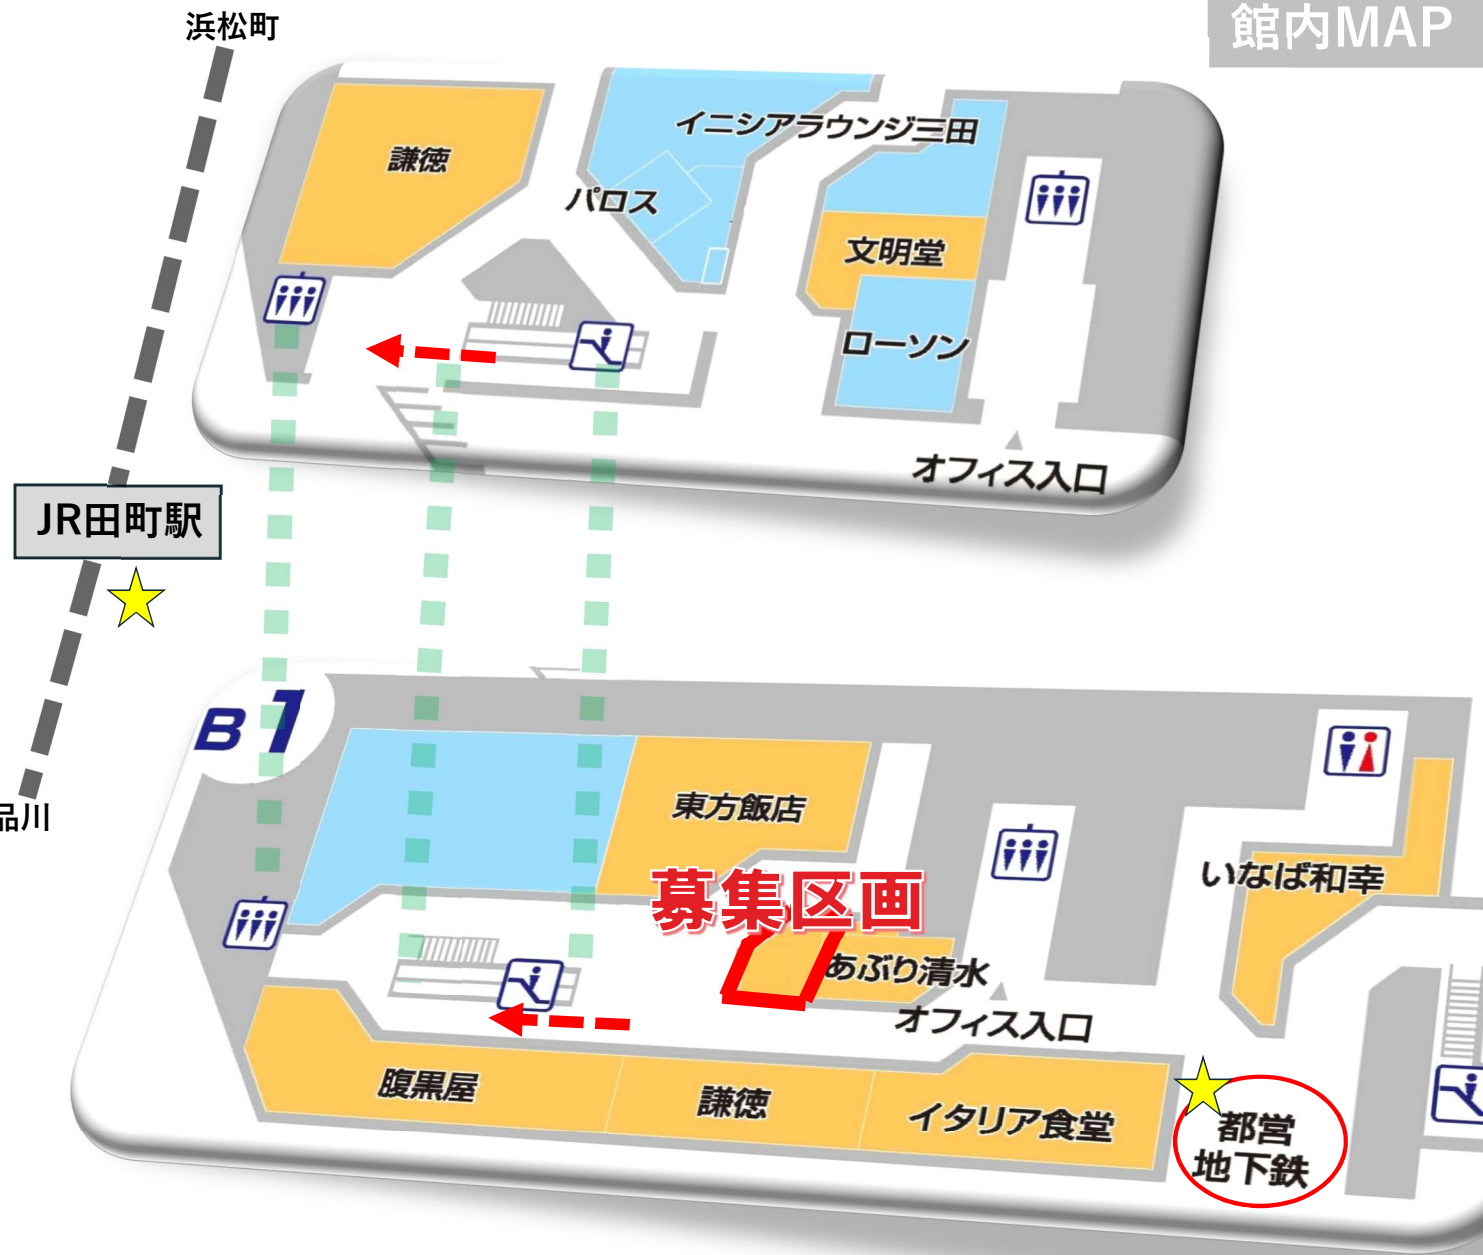 浜松町
館内MAP
イニシアラウンジ三田
謙徳
パロス
文明堂
ローソン
オフィス入口
JR田町駅
B1
品川
東方飯店
募集区画
いなば和幸
あぶり清水
オフィス入口
腹黒屋
謙徳
イタリア食堂
都営
地下鉄